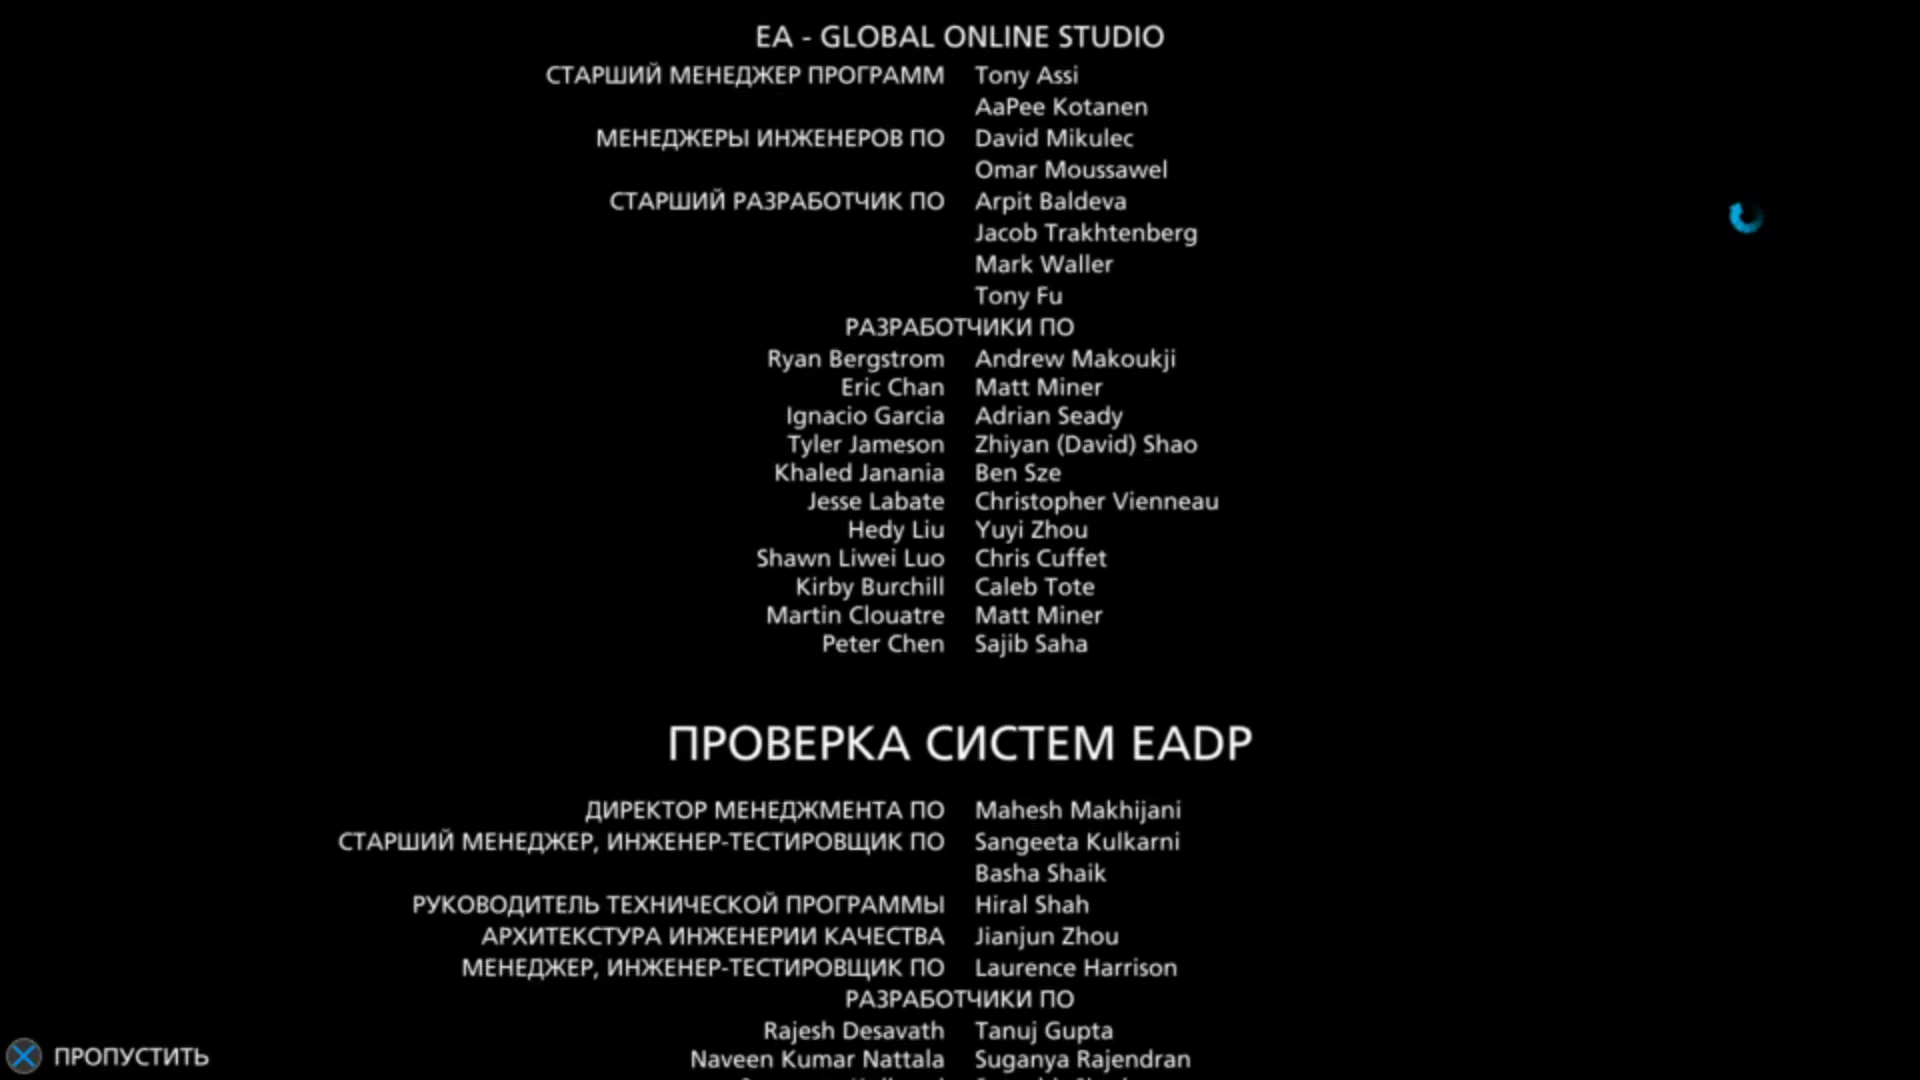 EA - GLOBAL ONLINE STUDIO
СТАРШИЙ МЕНЕДЖЕР ПРОГРАММ Tony Assi
AaPee Kotanen
МЕНЕДЖЕРЫ ИНЖЕНЕРОВ ПО David Mikulec
Omar Moussawel
СТАРШИЙ РАЗРАБОТЧИК ПО Arpit Baldeva
Jacob Trakhtenberg
Mark Waller
Tony Fu
РАЗРАБОТЧИКИ ПО
Ryan Bergstrom Andrew Makoukji
Eric Chan Matt Miner
Ignacio Garcia Adrian Seady
Tyler Jameson Zhiyan (David) Shao
Khaled Janania Ben Sze
Jesse Labate Christopher Vienneau
Hedy Liu Yuyi Zhou
Shawn Liwei Luo Chris Cuffet
Kirby Burchill Caleb Tote
Martin Clouatre Matt Miner
Peter Chen Sajib Saha
ПРОВЕРКА СИСТЕМ EADP
ДИРЕКТОР МЕНЕДЖМЕНТА ПО Mahesh Makhijani
СТАРШИЙ МЕНЕДЖЕР, ИНЖЕНЕР-ТЕСТИРОВЩИК ПО Sangeeta Kulkarni
Basha Shaik
РУКОВОДИТЕЛЬ ТЕХНИЧЕСКОЙ ПРОГРАММЫ Hiral Shah
АРХИТЕКСТУРА ИНЖЕНЕРИИ КАЧЕСТВА Jianjun Zhou
МЕНЕДЖЕР, ИНЖЕНЕР-ТЕСТИРОВЩИК ПО Laurence Harrison
РАЗРАБОТЧИКИ ПО
Rajesh Desavath Tanuj Gupta
Naveen Kumar Nattala Suganya Rajendran
ПРОПУСТИТЬ